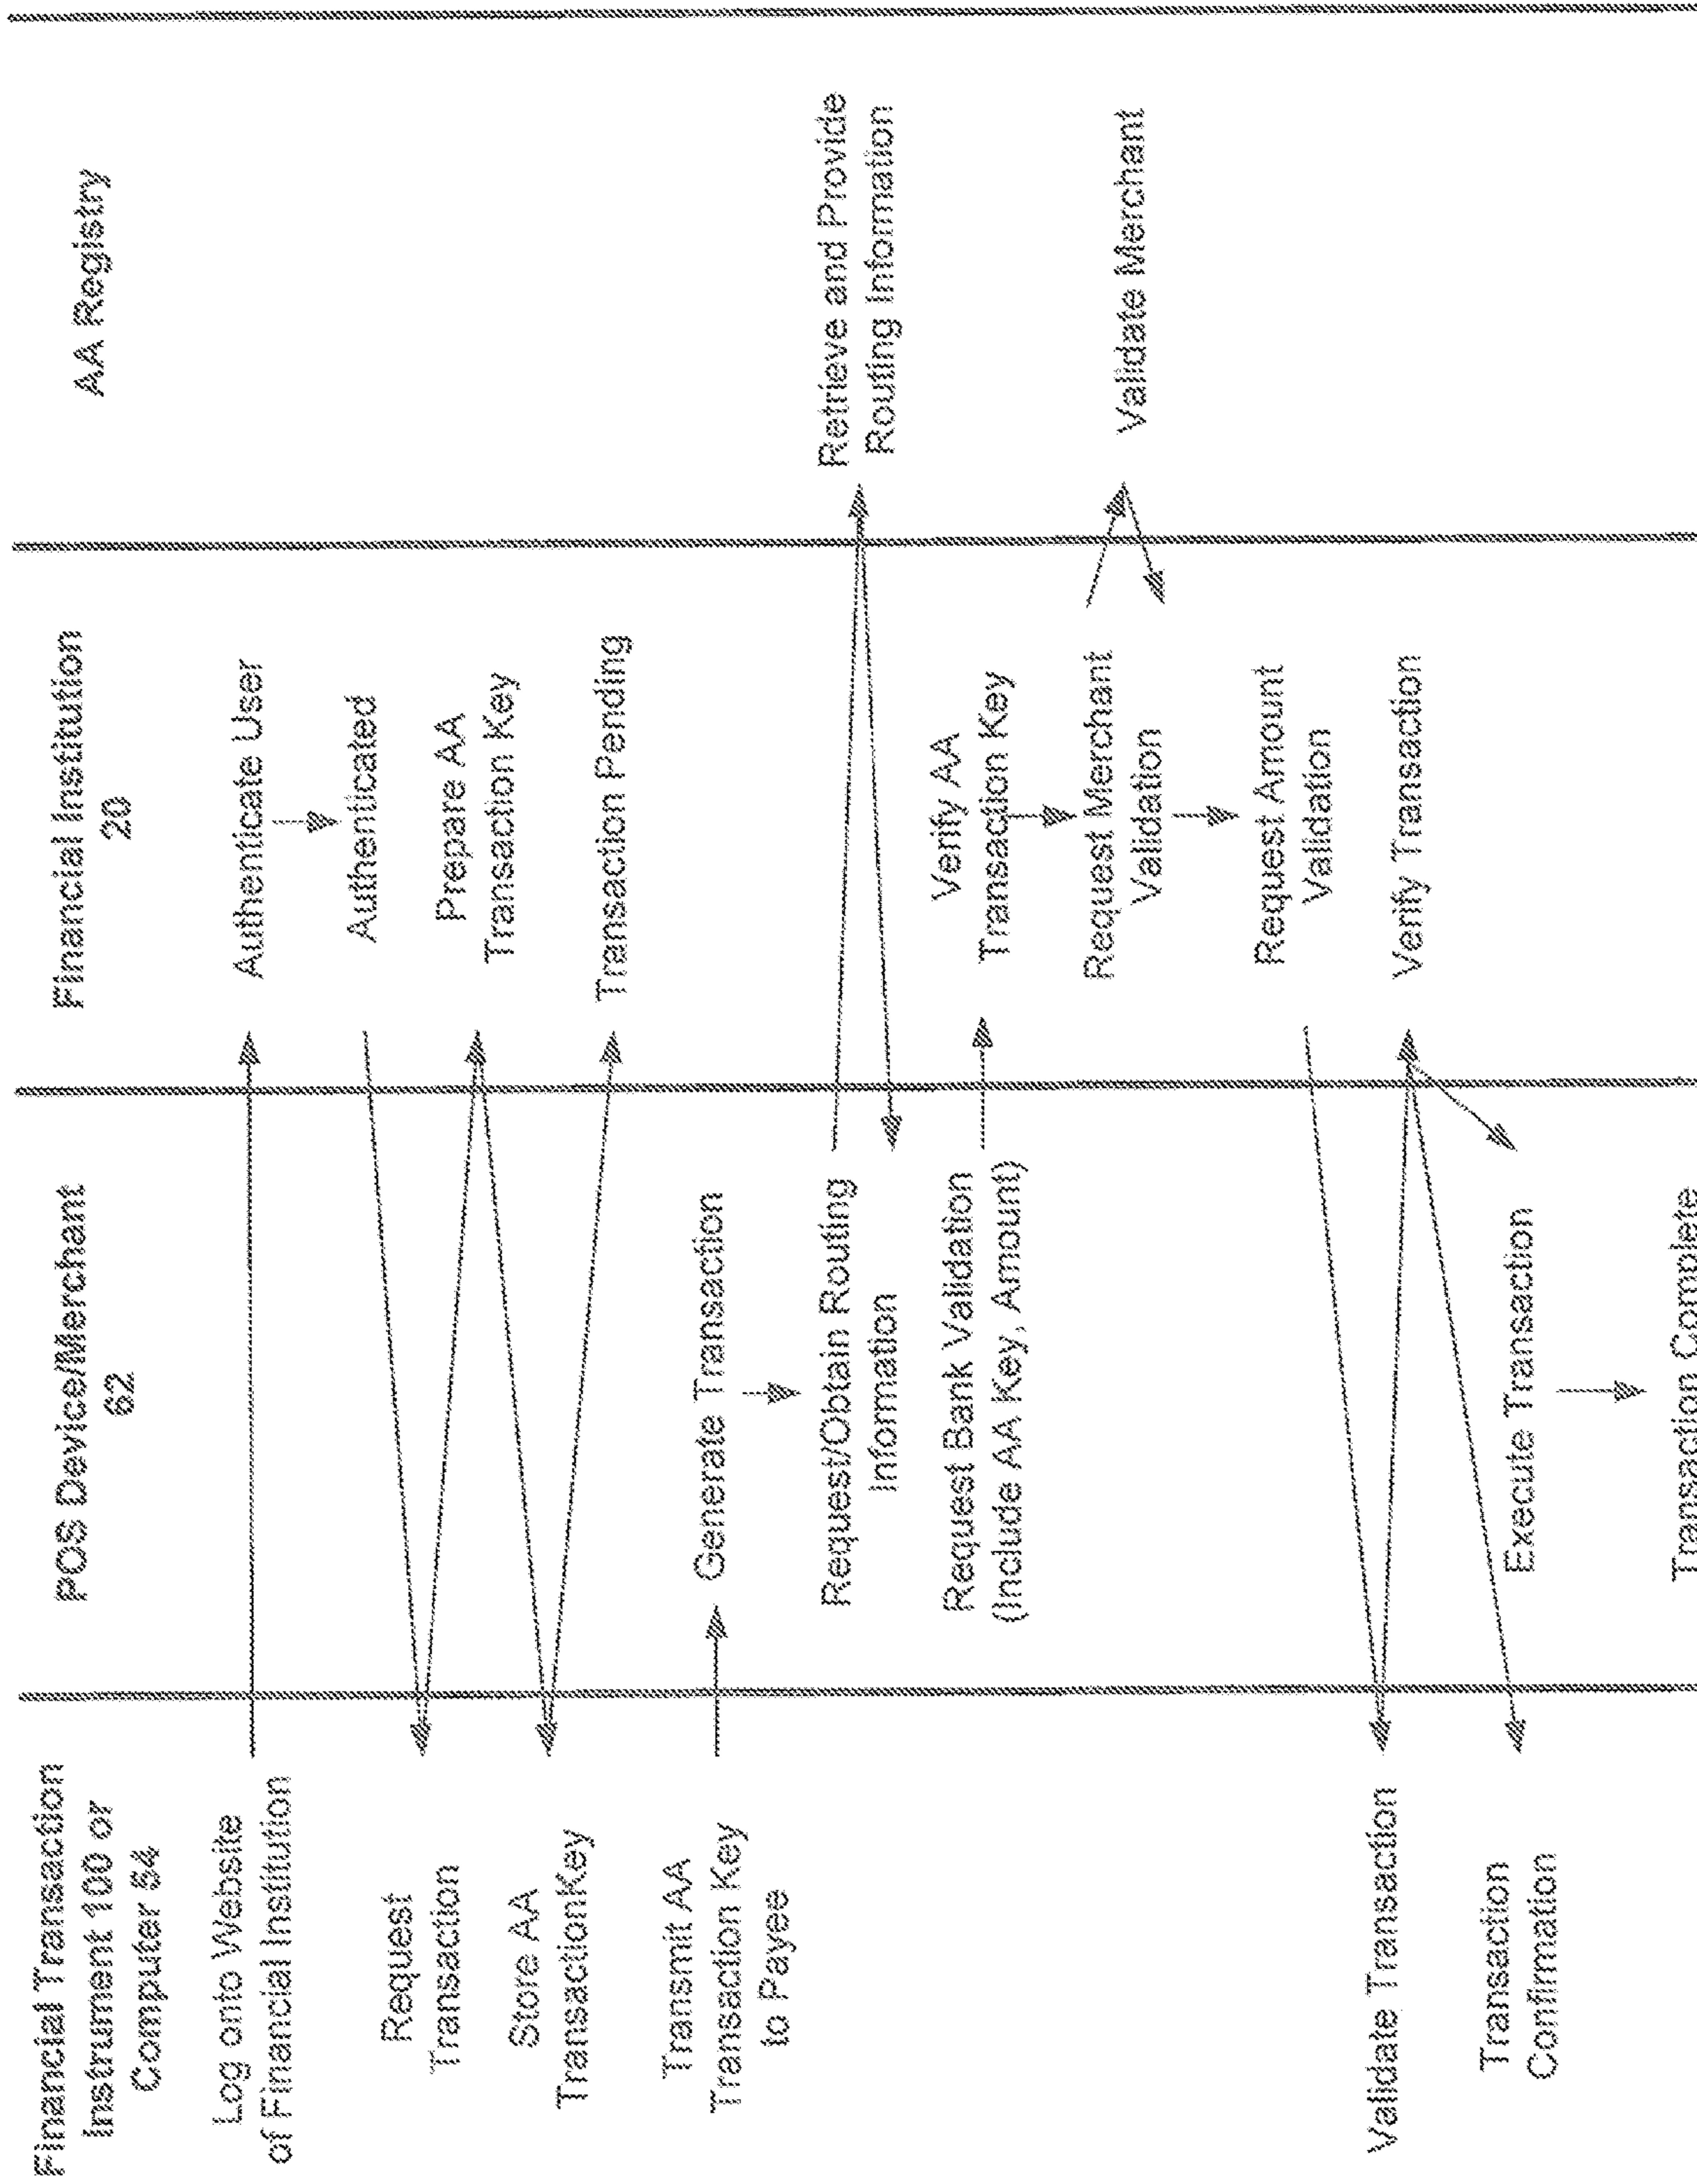 Financial Transaction
Instrument 100 or
Computer 64
POS Device/Merchant
62
Financial Institution
20
AA Registry
Log onto Website
of Financial Institution
Authenticate User
Authenticated
Request
Transaction
Prepare AA
Transaction Key
Store AA
TransactionKey
Transaction Pending
Transmit AA
Transaction Key
to Payee
Generate Transaction
Request/Obtain Routing
Information
Retrieve and Provide
Routing Information
Request Bank Validation
(Include AA Key, Amount)
Verify AA
Transaction Key
Request Merchant
Validation
Validate Merchant
Request Amount
Validation
Validate Transaction
Verify Transaction
Transaction
Confirmation
Execute Transaction
Transaction Complete